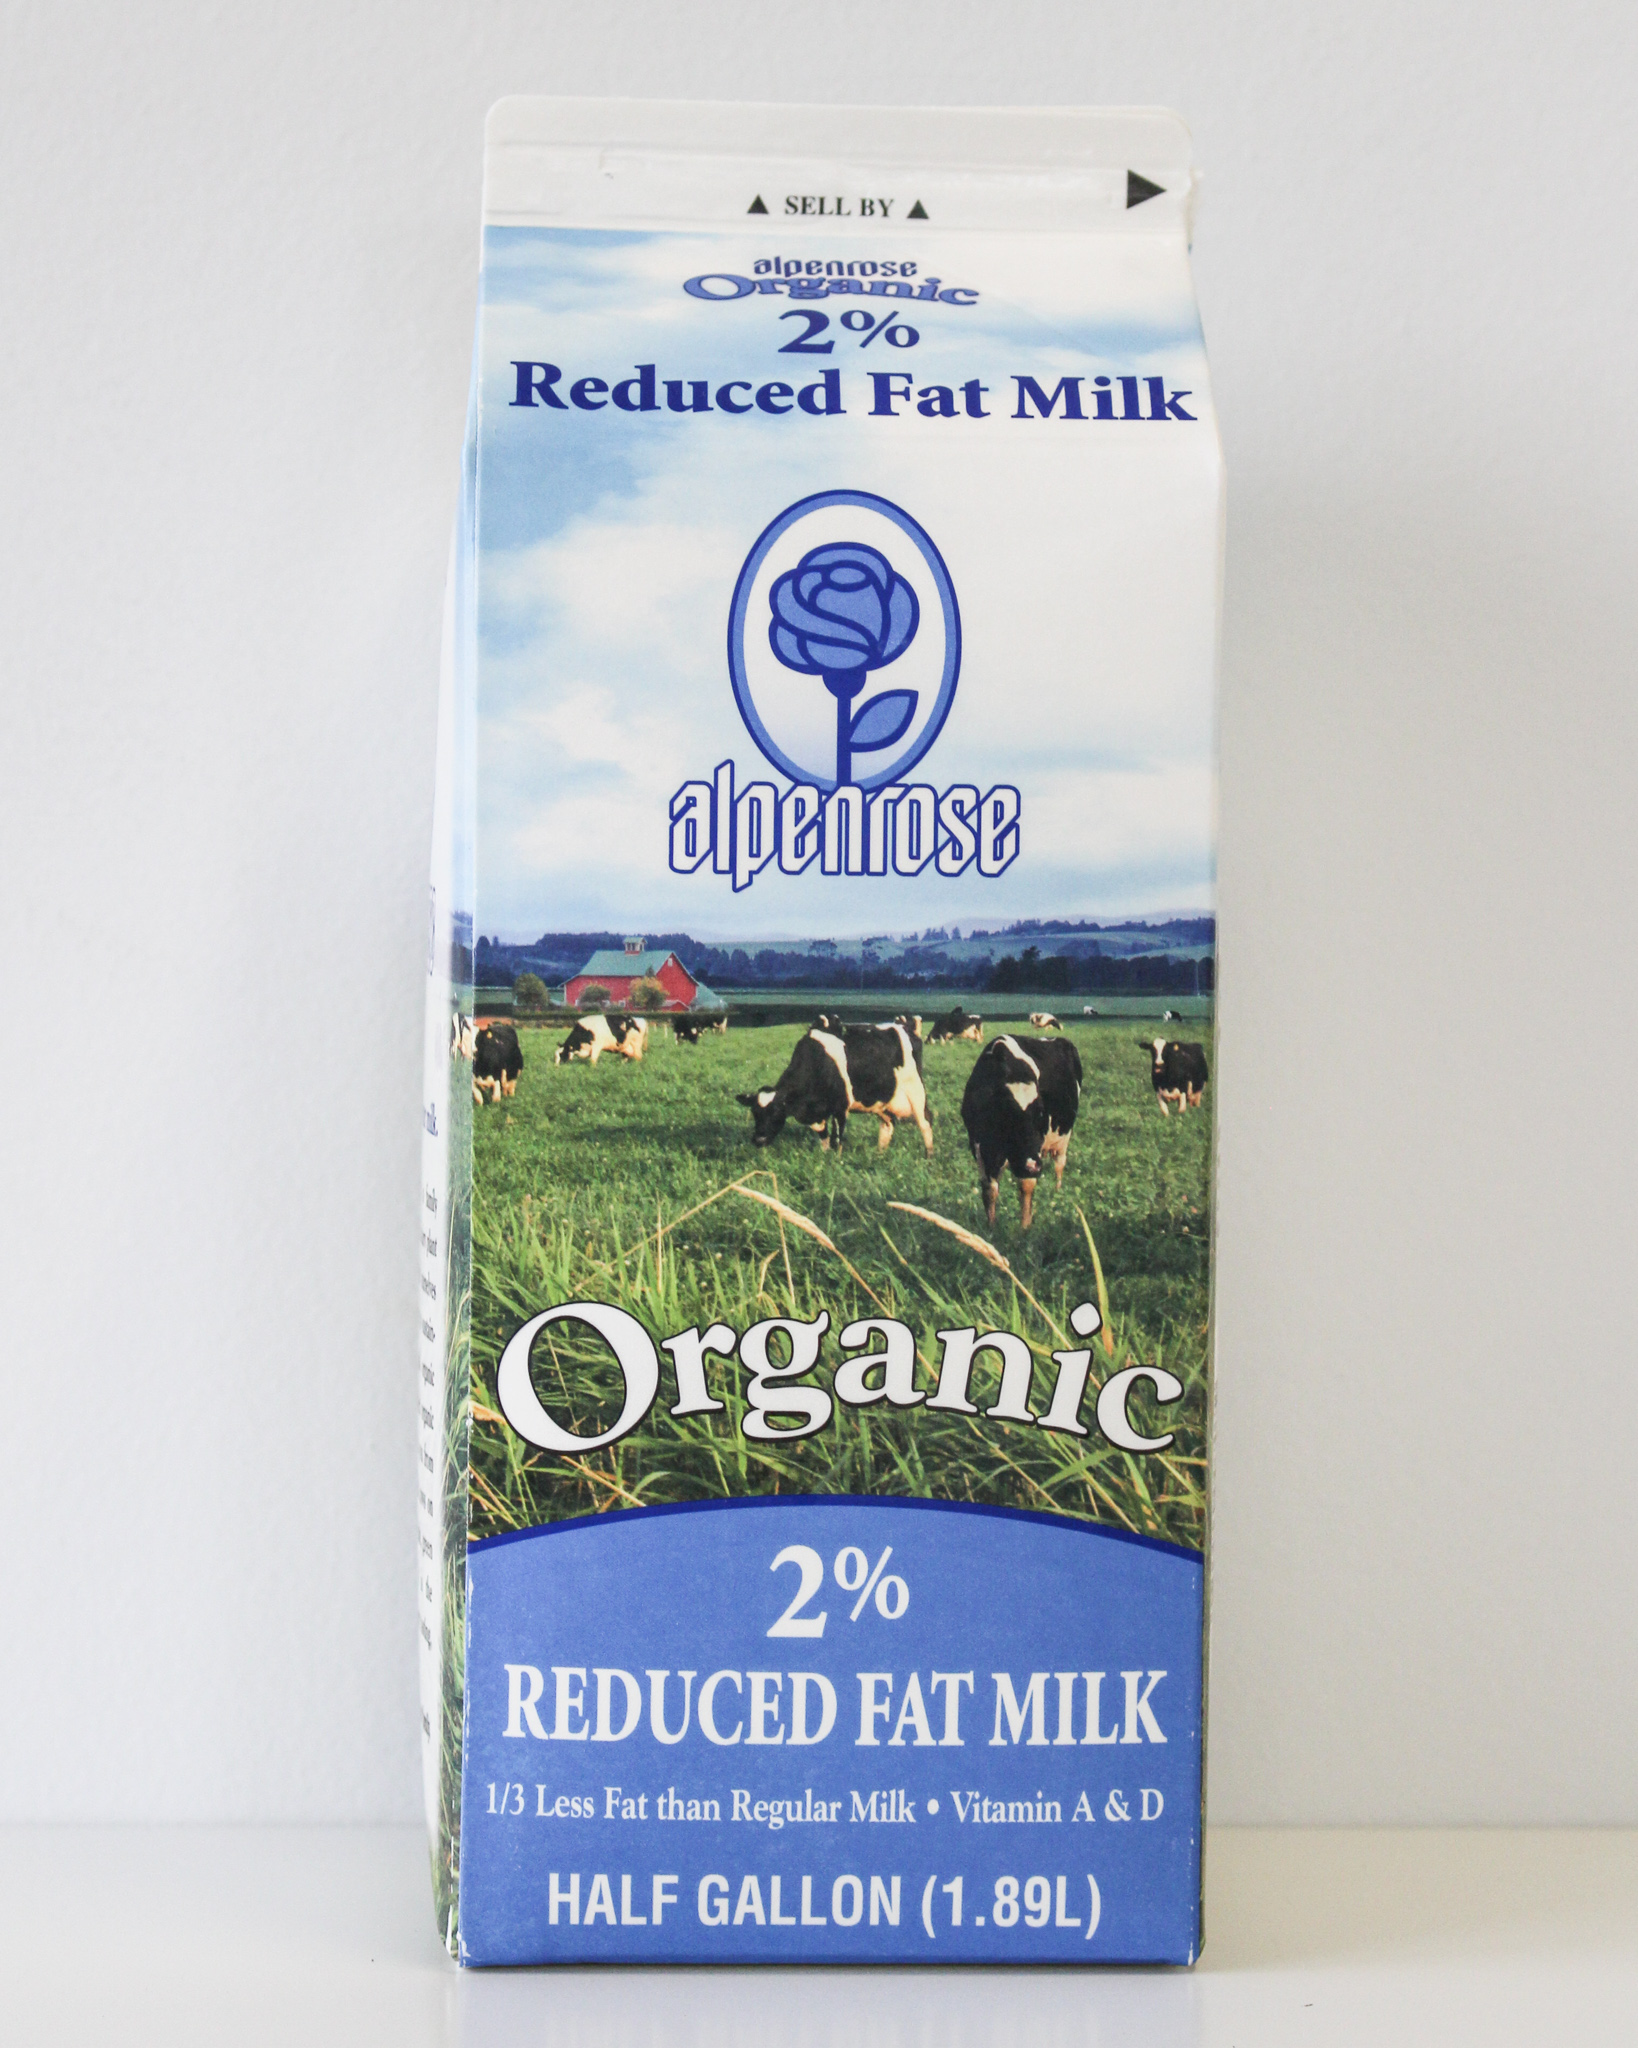 ▲ SELL BY ▲
alpenrose
Organic
2%
Reduced Fat Milk
alpenrose
Organic
2%
REDUCED FAT MILK
1/3 Less Fat than Regular Milk • Vitamin A & D
HALF GALLON (1.89L)